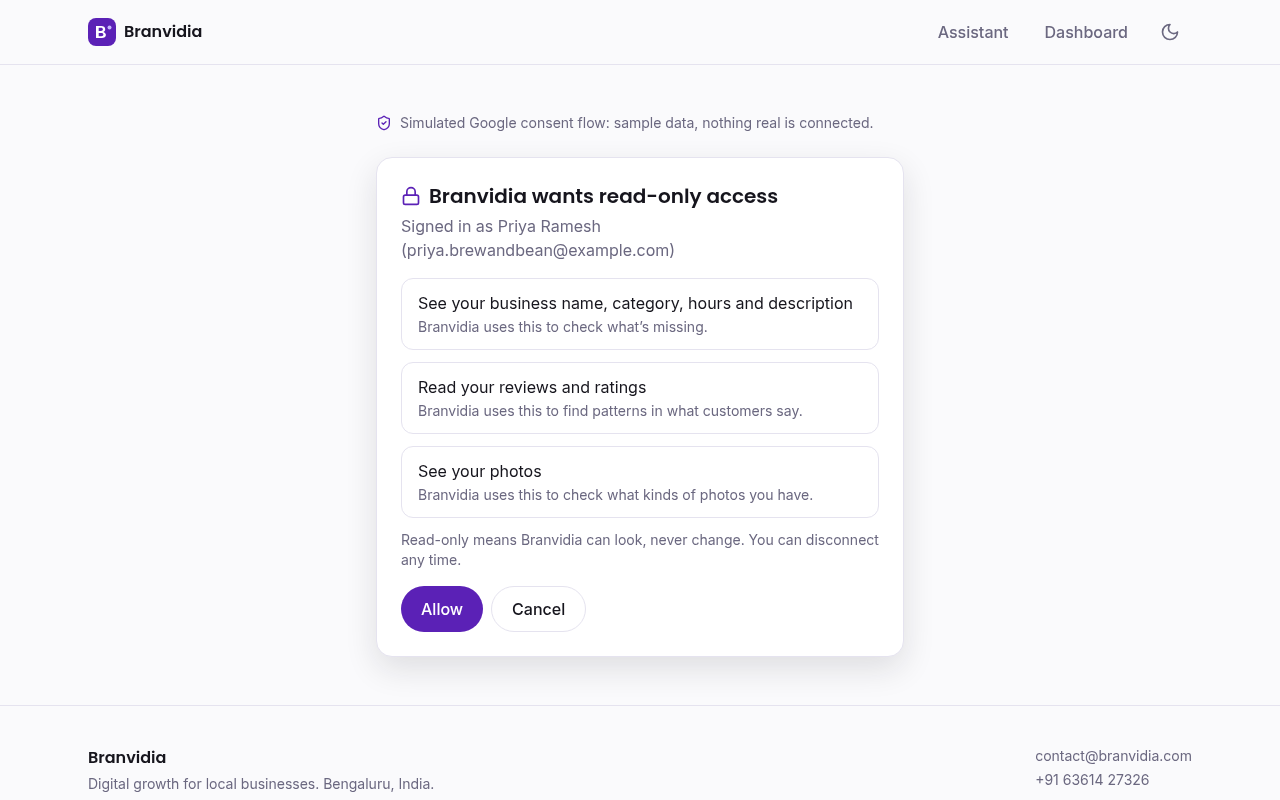 B
Branvidia
Assistant
Dashboard
Simulated Google consent flow: sample data, nothing real is connected.
Branvidia wants read-only access
Signed in as Priya Ramesh
(priya.brewandbean@example.com)
See your business name, category, hours and description
Branvidia uses this to check what’s missing.
Read your reviews and ratings
Branvidia uses this to find patterns in what customers say.
See your photos
Branvidia uses this to check what kinds of photos you have.
Read-only means Branvidia can look, never change. You can disconnect
any time.
Allow
Cancel
Branvidia
Digital growth for local businesses. Bengaluru, India.
contact@branvidia.com
+91 63614 27326